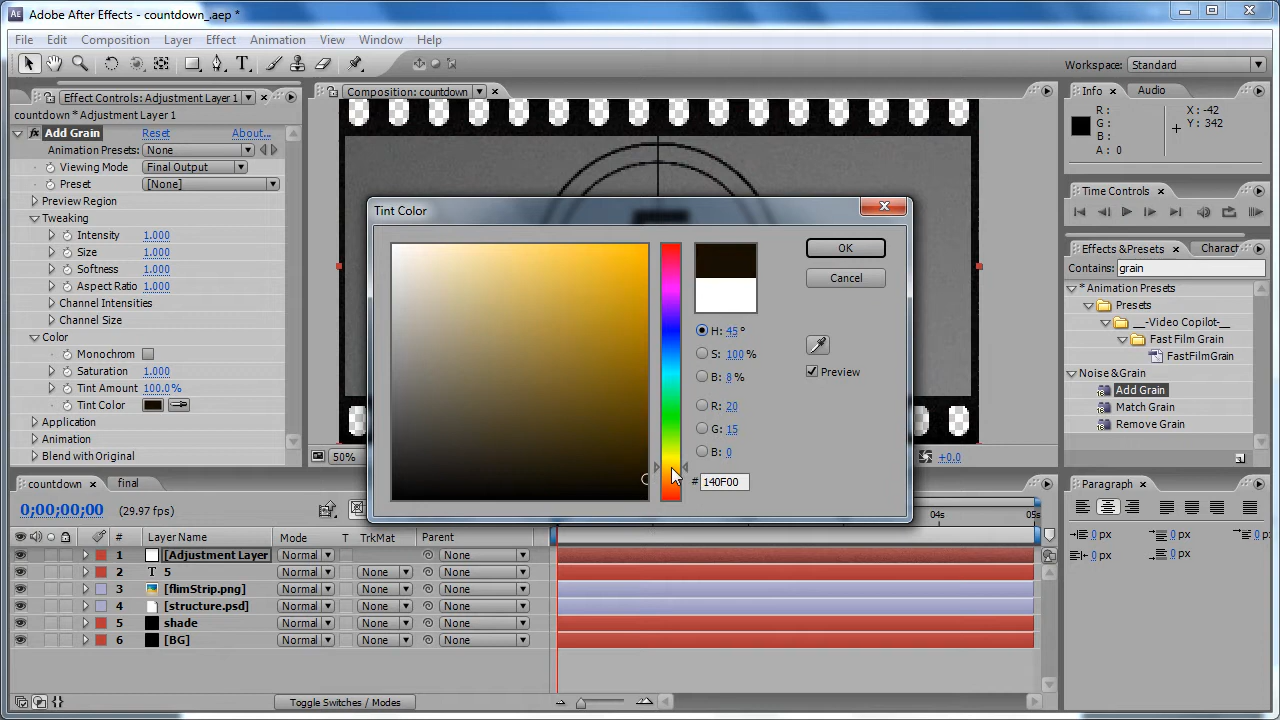 Adobe After Effects - countdown_.aep *
File Edit Composition Layer Effect Animation View Window Help
Workspace: Standard
Effect Controls: Adjustment Layer 1
countdown * Adjustment Layer 1
Add Grain Reset About...
Animation Presets: None
Viewing Mode Final Output
Preset [None]
Preview Region
Tweaking
Intensity 1.000
Size 1.000
Softness 1.000
Aspect Ratio 1.000
Channel Intensities
Channel Size
Color
Monochrom
Saturation 1.000
Tint Amount 100.0%
Tint Color
Application
Animation
Blend with Original
Composition: countdown
50%
+0.0
Tint Color
OK
Cancel
Preview
H: 45 °
S: 100 %
B: 8 %
R: 20
G: 15
B: 0
# 140F00
Info Audio
R :
G :
B :
A : 0
X : -42
Y : 342
Time Controls
Effects & Presets Charact
Contains: grain
* Animation Presets
Presets
__-Video Copilot-__
Fast Film Grain
FastFilmGrain
Noise & Grain
Add Grain
Match Grain
Remove Grain
countdown final
0;00;00;00 (29.97 fps)
04s 05s
# Layer Name Mode T TrkMat Parent
1 [Adjustment Layer Normal None
2 T 5 Normal None None
3 [flimStrip.png] Normal None None
4 [structure.psd] Normal None None
5 shade Normal None None
6 [BG] Normal None None
Toggle Switches / Modes
Paragraph
0 px 0 px 0 px
0 px 0 px